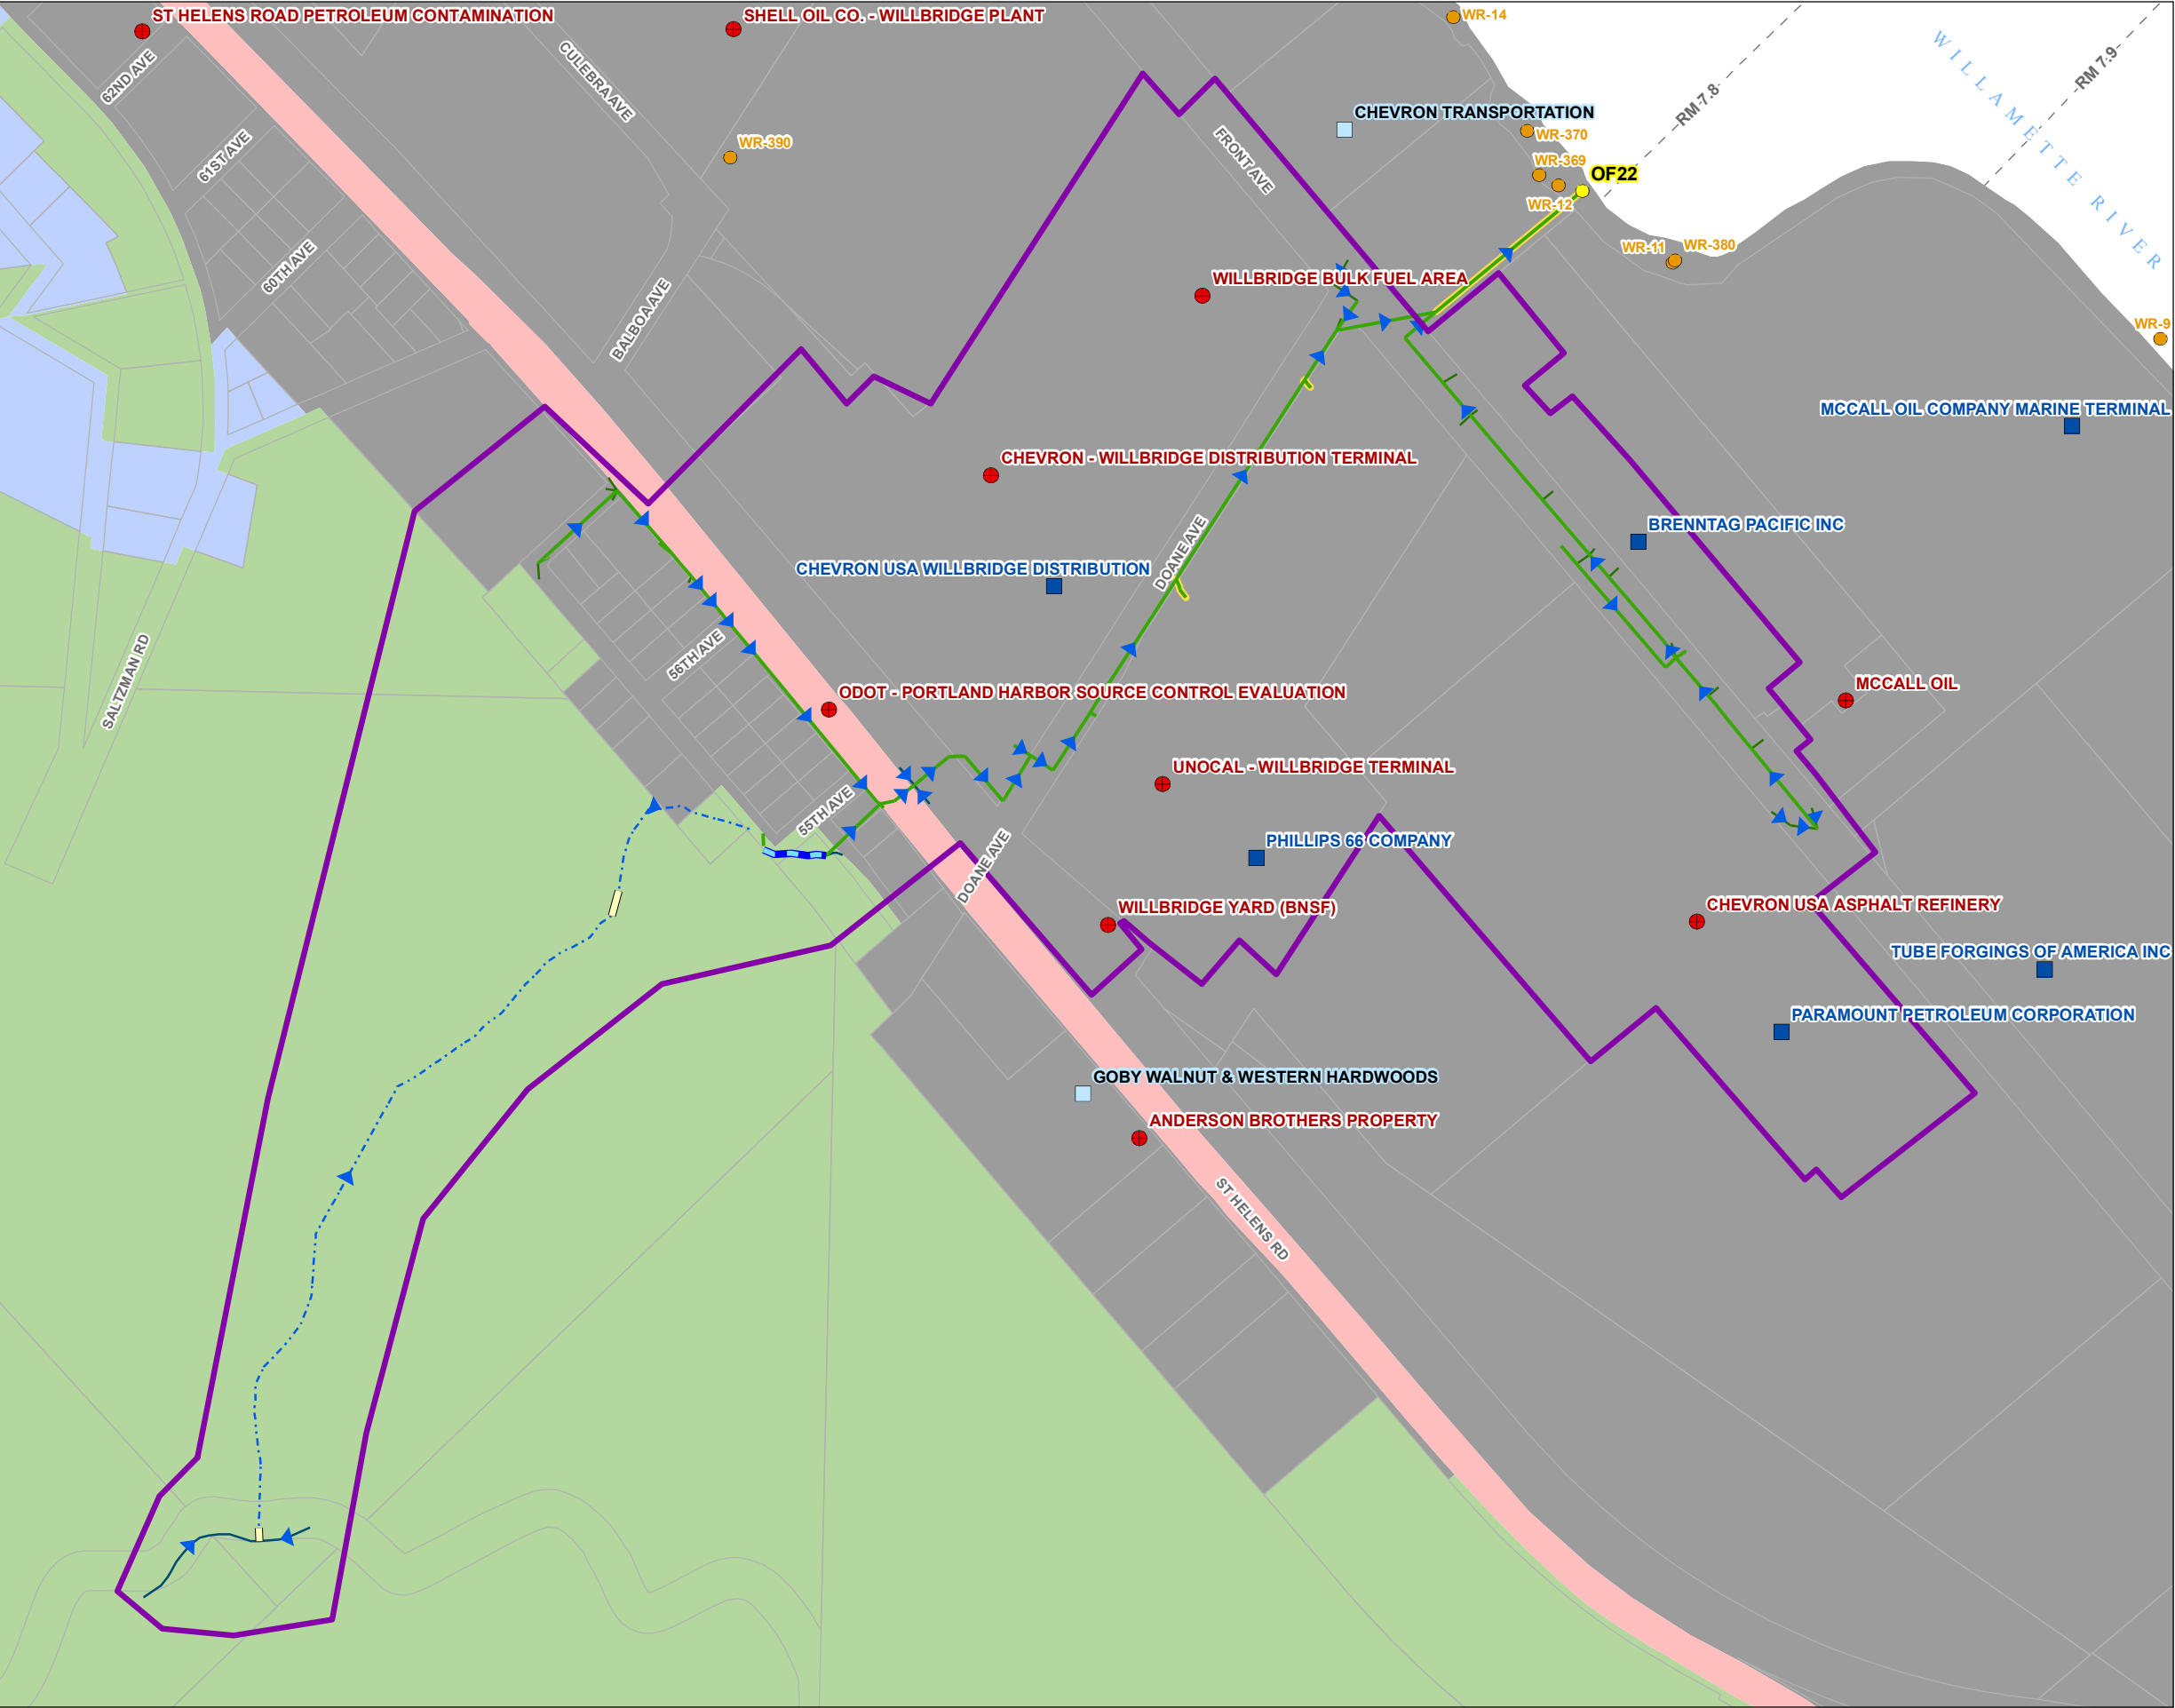 ST HELENS ROAD PETROLEUM CONTAMINATION
SHELL OIL CO. - WILLBRIDGE PLANT
WR-14
WILLAMETTE RIVER
RM 7.8
RM 7.9
62ND AVE
CULEBRA AVE
61ST AVE
WR-390
FRONT AVE
CHEVRON TRANSPORTATION
WR-370
WR-369
OF22
WR-12
WR-11
WR-380
60TH AVE
BALBOA AVE
WILLBRIDGE BULK FUEL AREA
WR-9
MCCALL OIL COMPANY MARINE TERMINAL
CHEVRON - WILLBRIDGE DISTRIBUTION TERMINAL
BRENNTAG PACIFIC INC
DOANE AVE
CHEVRON USA WILLBRIDGE DISTRIBUTION
SALTZMAN RD
56TH AVE
ODOT - PORTLAND HARBOR SOURCE CONTROL EVALUATION
MCCALL OIL
UNOCAL - WILLBRIDGE TERMINAL
55TH AVE
DOANE AVE
PHILLIPS 66 COMPANY
WILLBRIDGE YARD (BNSF)
CHEVRON USA ASPHALT REFINERY
TUBE FORGINGS OF AMERICA INC
PARAMOUNT PETROLEUM CORPORATION
GOBY WALNUT & WESTERN HARDWOODS
ANDERSON BROTHERS PROPERTY
ST HELENS RD